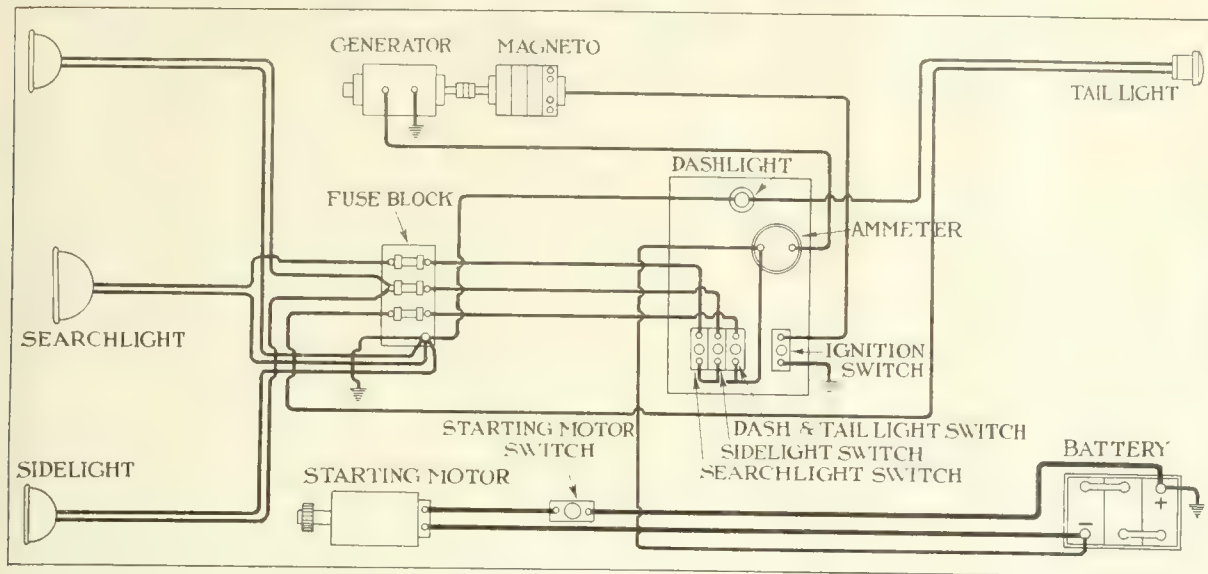 GENERATOR
MAGNETO
TAIL LIGHT
DASHLIGHT
FUSE BLOCK
AMMETER
SEARCHLIGHT
IGNITION
SWITCH
STARTING MOTOR
SWITCH
DASH & TAIL LIGHT SWITCH
SIDELIGHT SWITCH
SEARCHLIGHT SWITCH
BATTERY
SIDELIGHT
STARTING MOTOR
+
−